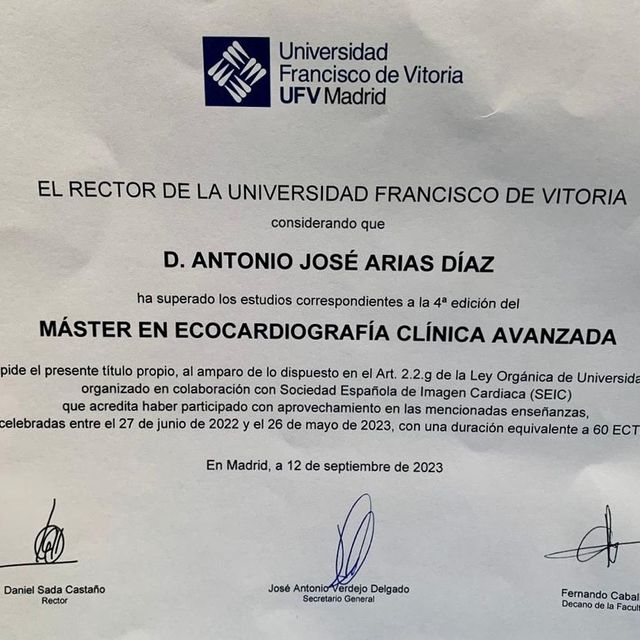 Universidad
Francisco de Vitoria
UFV Madrid
EL RECTOR DE LA UNIVERSIDAD FRANCISCO DE VITORIA
considerando que
D. ANTONIO JOSÉ ARIAS DÍAZ
ha superado los estudios correspondientes a la 4ª edición del
MÁSTER EN ECOCARDIOGRAFÍA CLÍNICA AVANZADA
pide el presente título propio, al amparo de lo dispuesto en el Art. 2.2.g de la Ley Orgánica de Universida
organizado en colaboración con Sociedad Española de Imagen Cardiaca (SEIC)
que acredita haber participado con aprovechamiento en las mencionadas enseñanzas,
celebradas entre el 27 de junio de 2022 y el 26 de mayo de 2023, con una duración equivalente a 60 ECT
En Madrid, a 12 de septiembre de 2023
Daniel Sada Castaño
Rector
José Antonio Verdejo Delgado
Secretario General
Fernando Cabal
Decano de la Facult